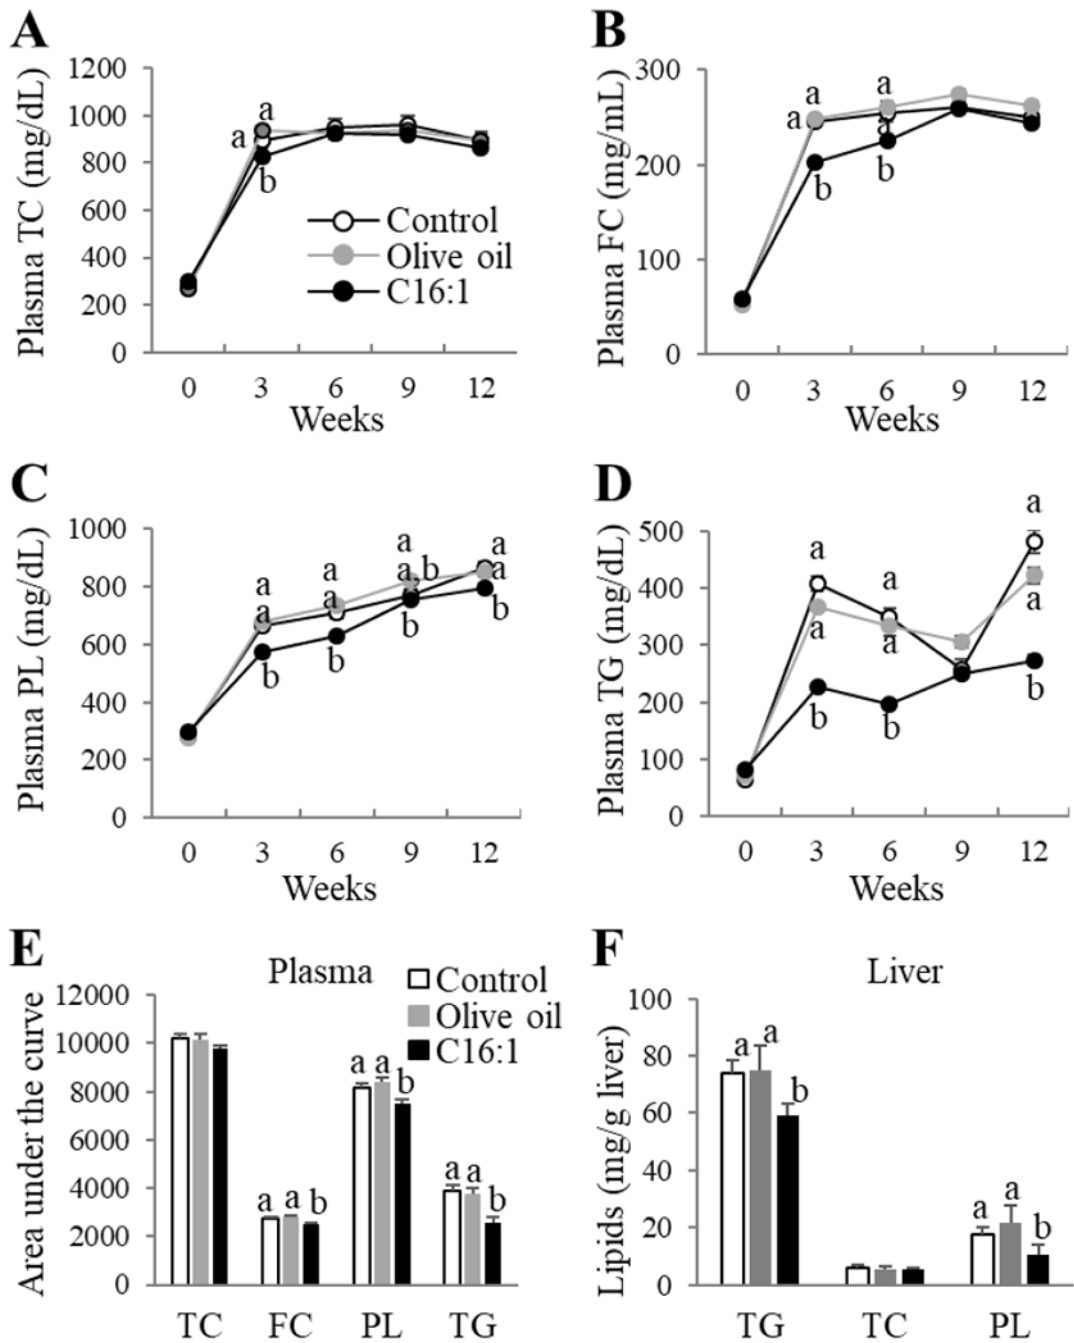 A
Plasma TC (mg/dL)
1200
1000
800
600
400
200
0
a
a
b
Control
Olive oil
C16:1
0 3 6 9 12
Weeks
B
Plasma FC (mg/mL)
300
200
100
0
a
a
b
a
a
b
0 3 6 9 12
Weeks
C
Plasma PL (mg/dL)
1000
800
600
400
200
0
a
a
b
a
a
b
a
a b
b
a
a
b
0 3 6 9 12
Weeks
D
Plasma TG (mg/dL)
500
400
300
200
100
0
a
a
b
a
a
b
a
a
b
0 3 6 9 12
Weeks
E
Plasma
Area under the curve
12000
10000
8000
6000
4000
2000
0
Control
Olive oil
C16:1
a a b
a a b
a a b
TC FC PL TG
F
Liver
Lipids (mg/g liver)
100
80
60
40
20
0
a a b
a a b
TG TC PL